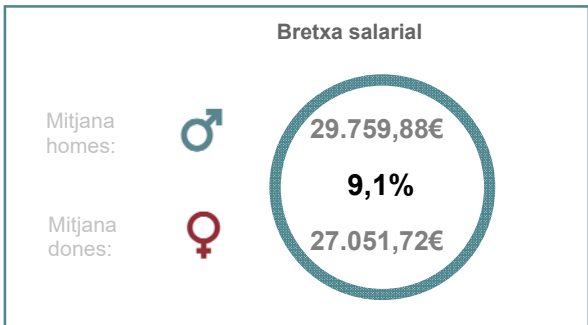 Bretxa salarial
Mitjana
homes:
29.759,88€
9,1%
Mitjana
dones:
27.051,72€